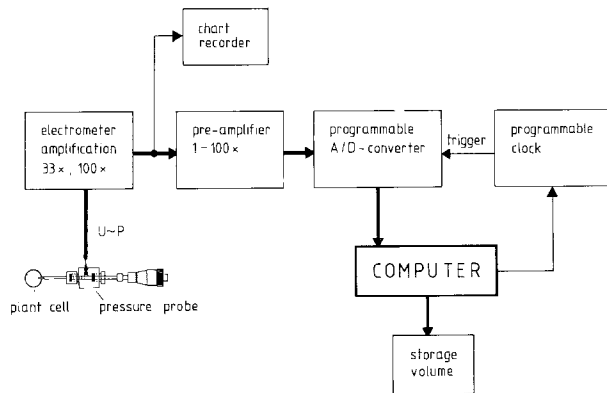 chart
recorder
electrometer
amplification
33×, 100×
pre-amplifier
1-100×
programmable
A/D-converter
trigger
programmable
clock
U~P
COMPUTER
plant cell
pressure probe
storage
volume